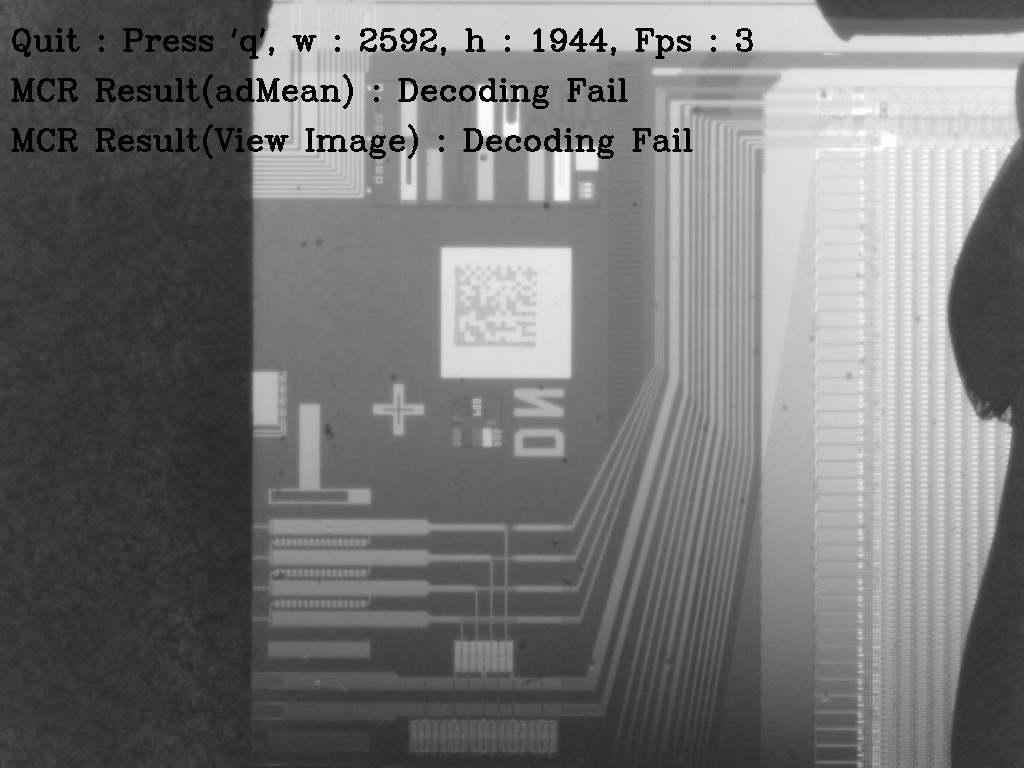 Quit : Press 'q', w : 2592, h : 1944, Fps : 3
MCR Result(adMean) : Decoding Fail
MCR Result(View Image) : Decoding Fail
DN